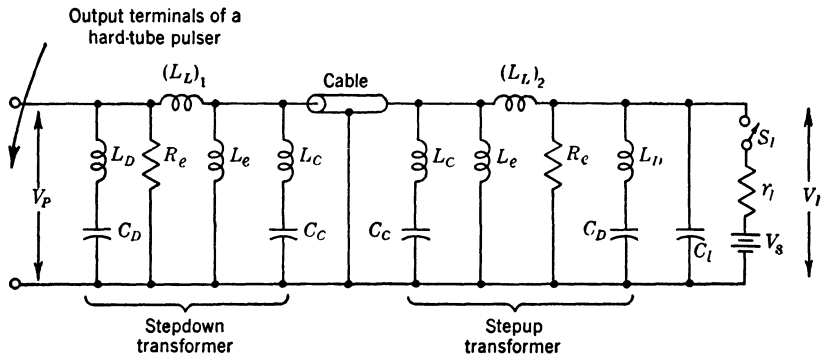 Output terminals of a
hard-tube pulser
(L_L)_1
Cable
(L_L)_2
V_P
L_D
R_e
L_e
L_C
L_C
L_e
R_e
L_D
S_l
r_l
V_l
C_D
C_C
C_C
C_D
C_l
V_s
Stepdown
transformer
Stepup
transformer